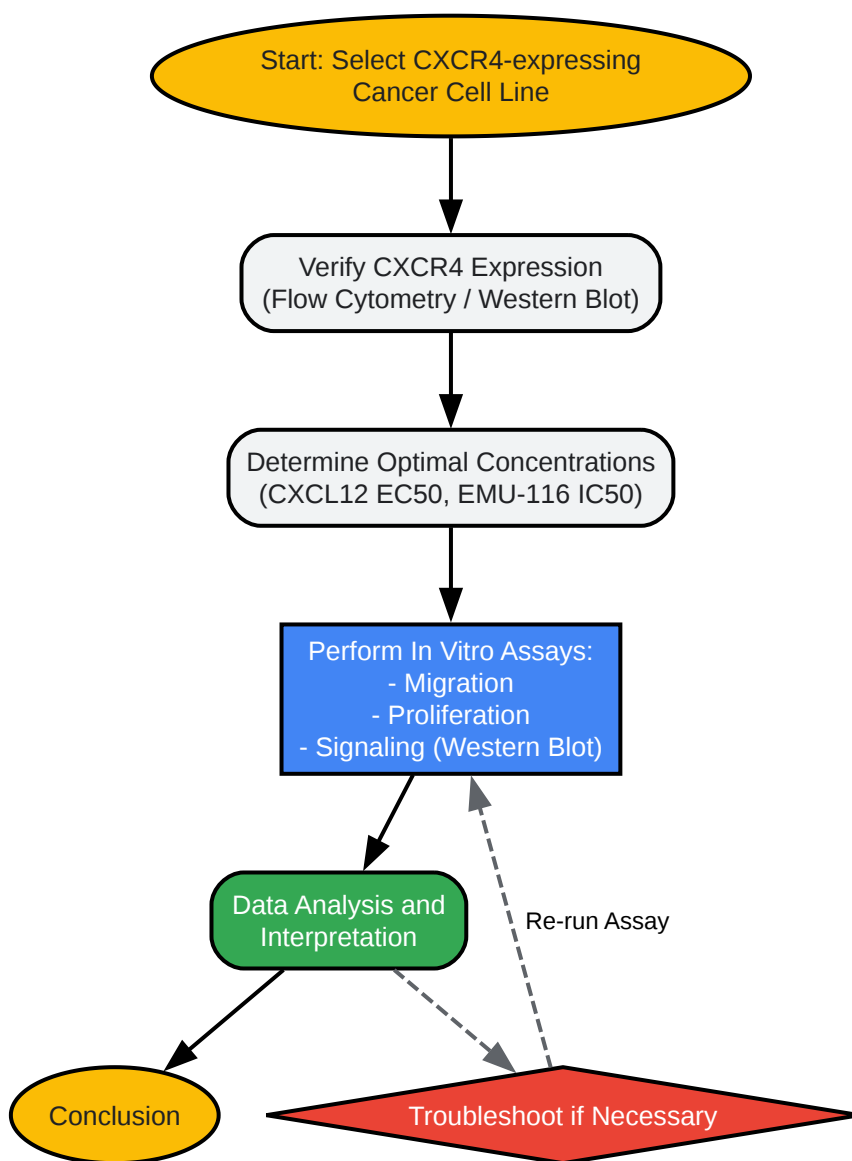 Start: Select CXCR4-expressing
Cancer Cell Line
Verify CXCR4 Expression
(Flow Cytometry / Western Blot)
Determine Optimal Concentrations
(CXCL12 EC50, EMU-116 IC50)
Perform In Vitro Assays:
- Migration
- Proliferation
- Signaling (Western Blot)
Data Analysis and
Interpretation
Re-run Assay
Conclusion
Troubleshoot if Necessary